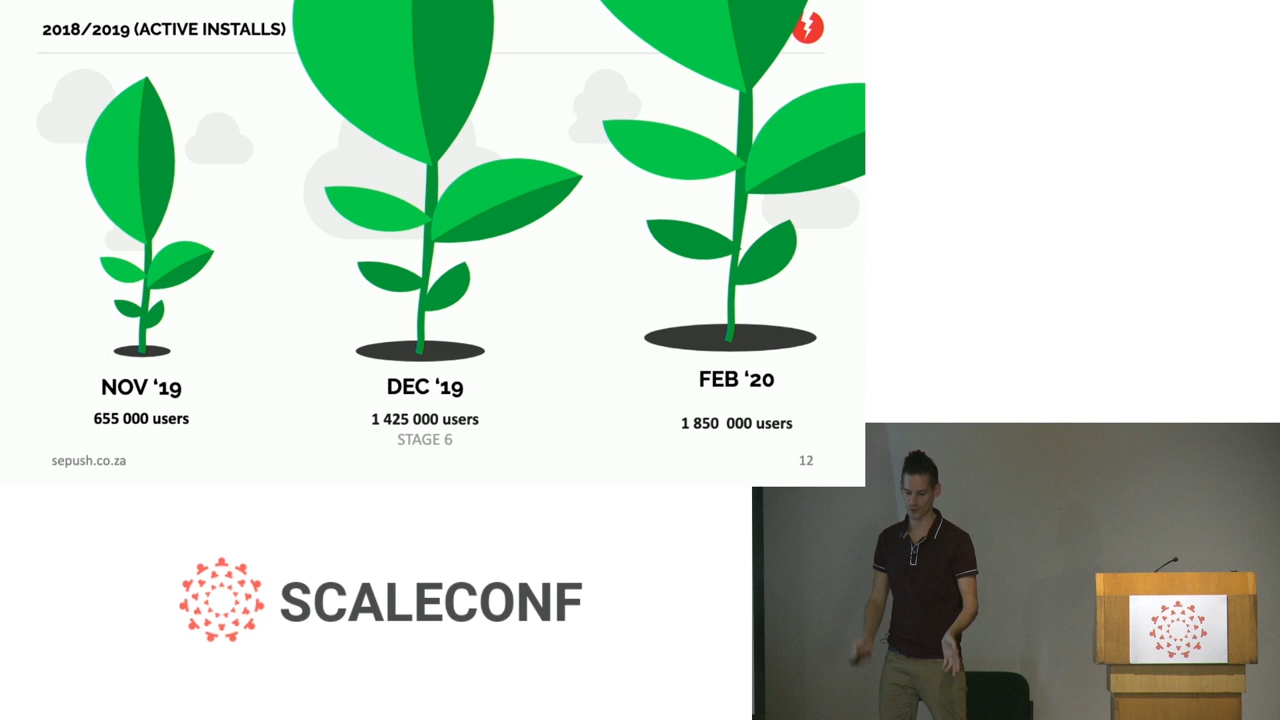 2018/2019 (ACTIVE INSTALLS)
NOV ‘19
655 000 users
DEC ‘19
1 425 000 users
STAGE 6
FEB ‘20
1 850 000 users
sepush.co.za
12
SCALECONF